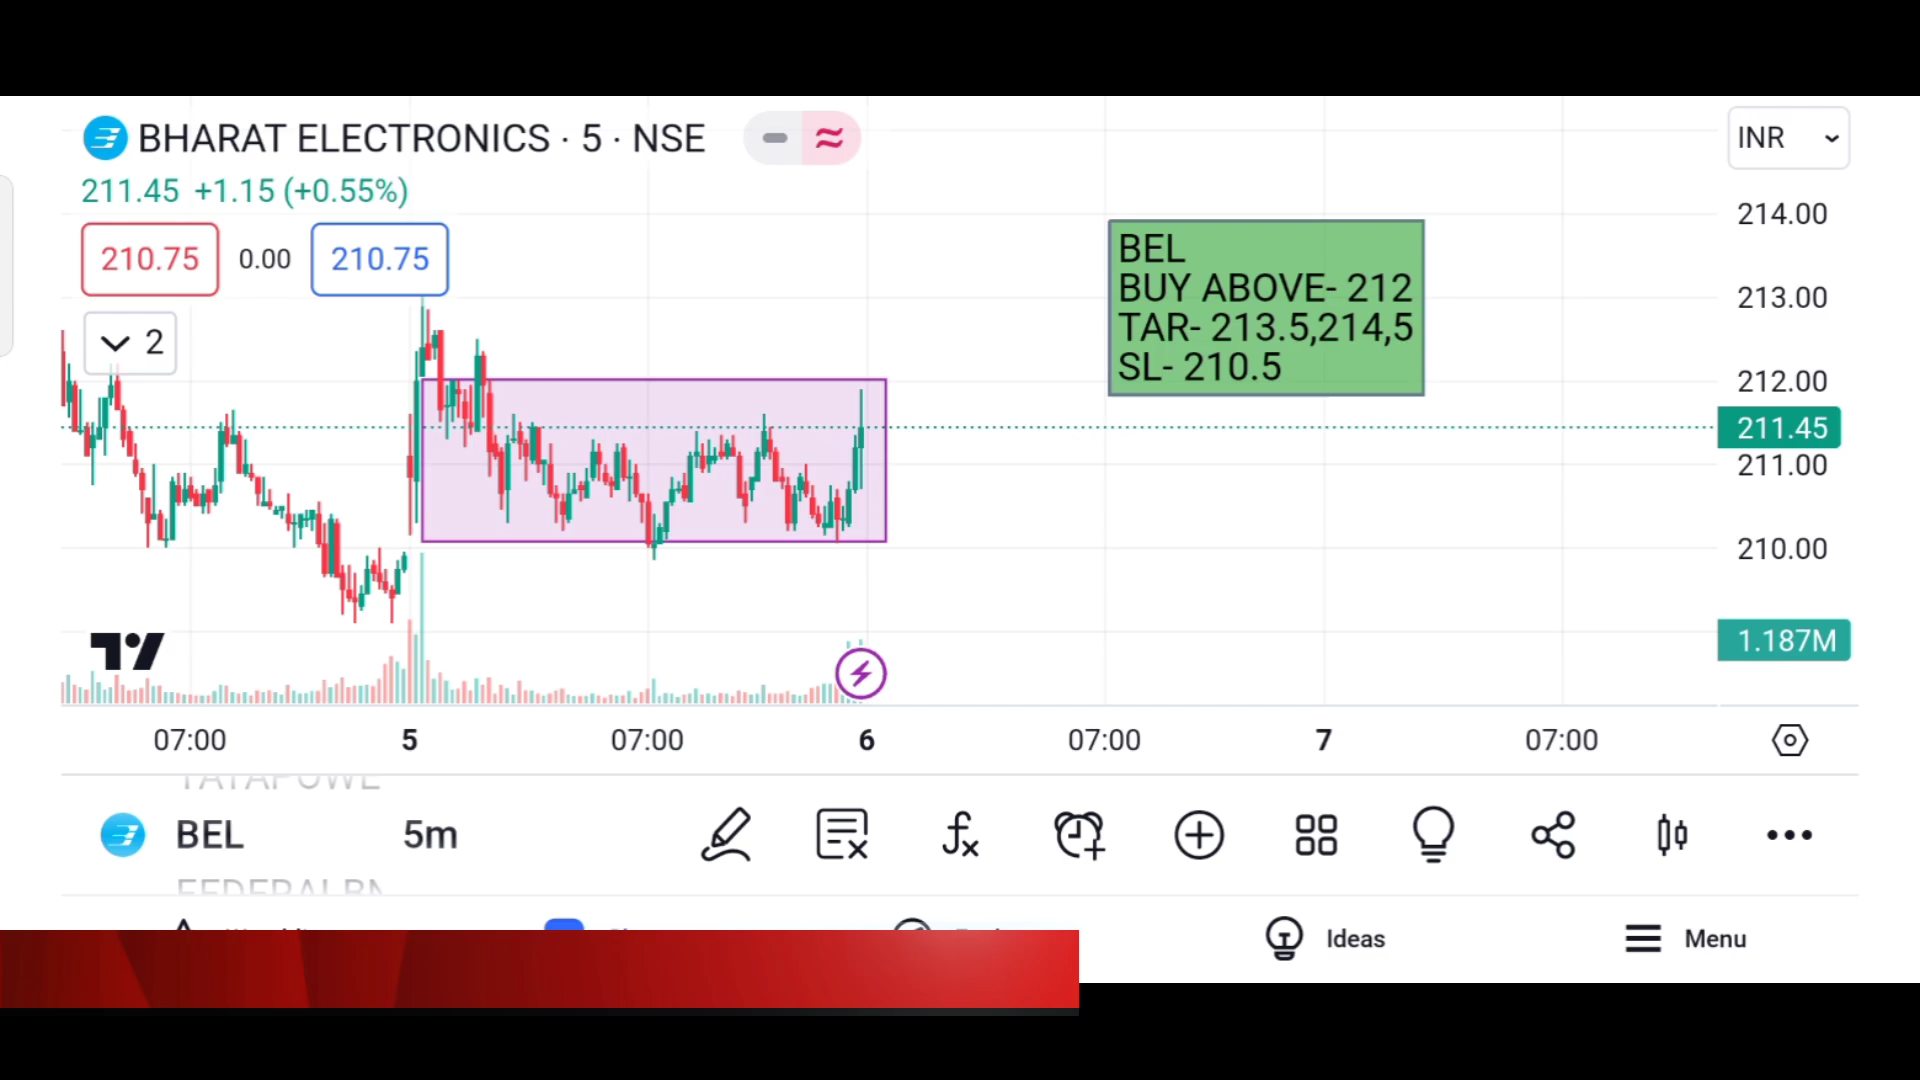 BHARAT ELECTRONICS · 5 · NSE
INR
211.45 +1.15 (+0.55%)
210.75 0.00 210.75
2
BEL
BUY ABOVE- 212
TAR- 213.5,214,5
SL- 210.5
214.00
213.00
212.00
211.45
211.00
210.00
1.187M
07:00 5 07:00 6 07:00 7 07:00
TATAPOWE
BEL 5m
FEDERALBN
Ideas Menu